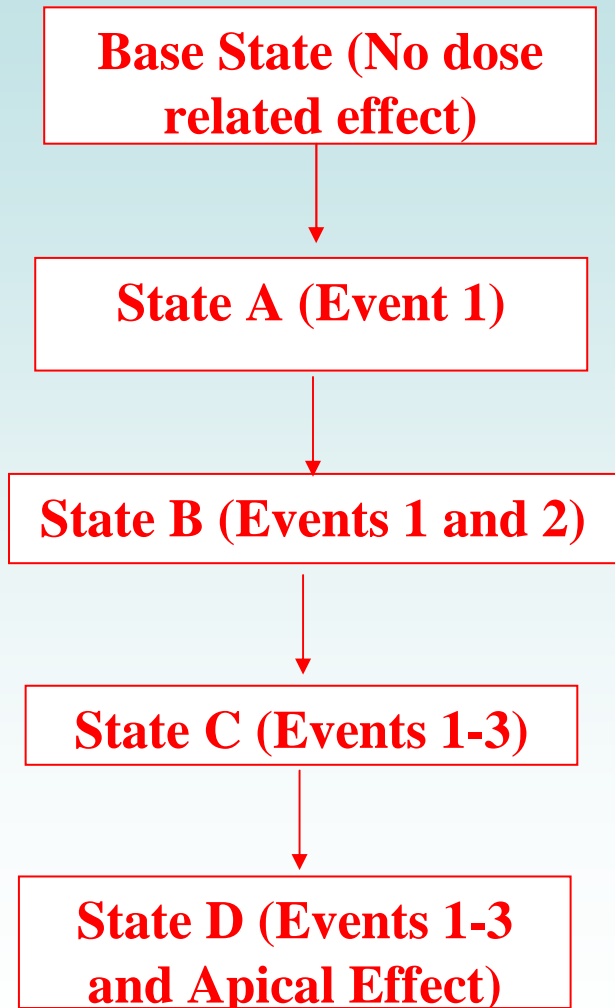 Base State (No dose
related effect)
State A (Event 1)
State B (Events 1 and 2)
State C (Events 1-3)
State D (Events 1-3
and Apical Effect)